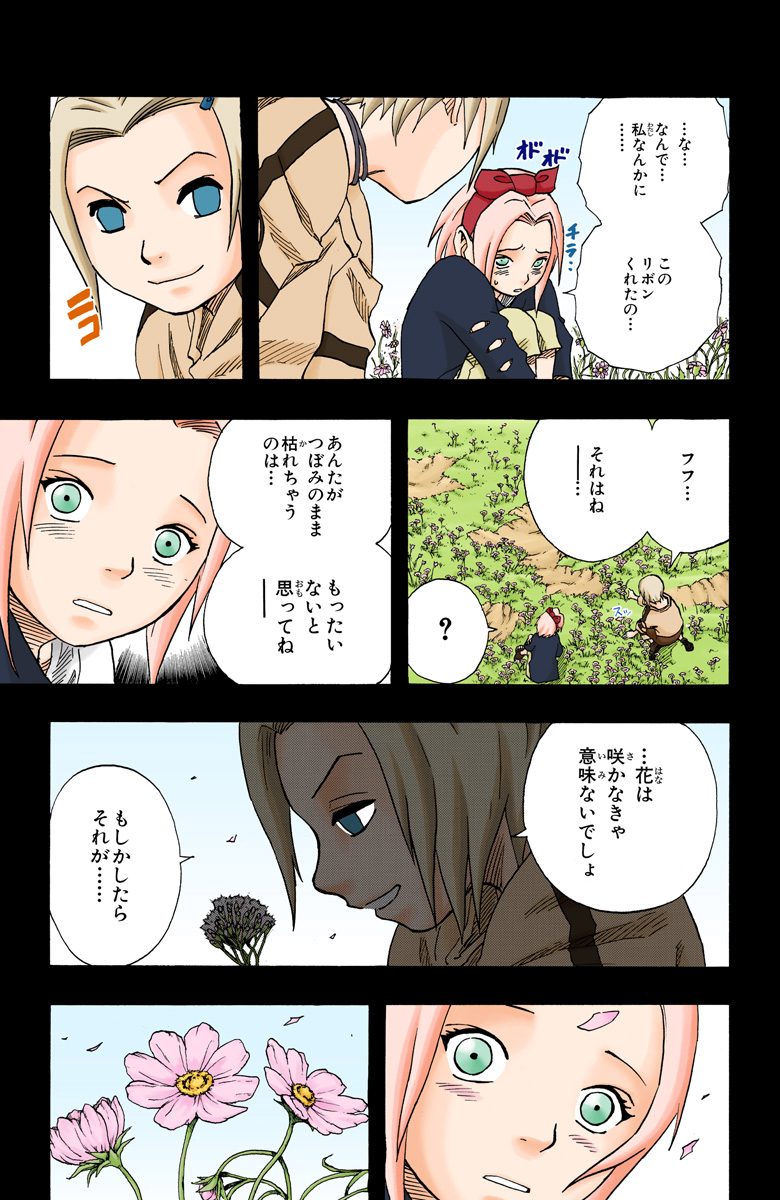 …な…
なんで…
私なんかに
……
この
リボン
くれたの…
オドオド
チラ…
ニコ
フフ…
それはね
――…
スッ
?
あんたが
つぼみのまま
枯れちゃう
のは…
もったい
ないと
思ってね
――
…花は
咲かなきゃ
意味ないでしょ
もしかしたら
それが……